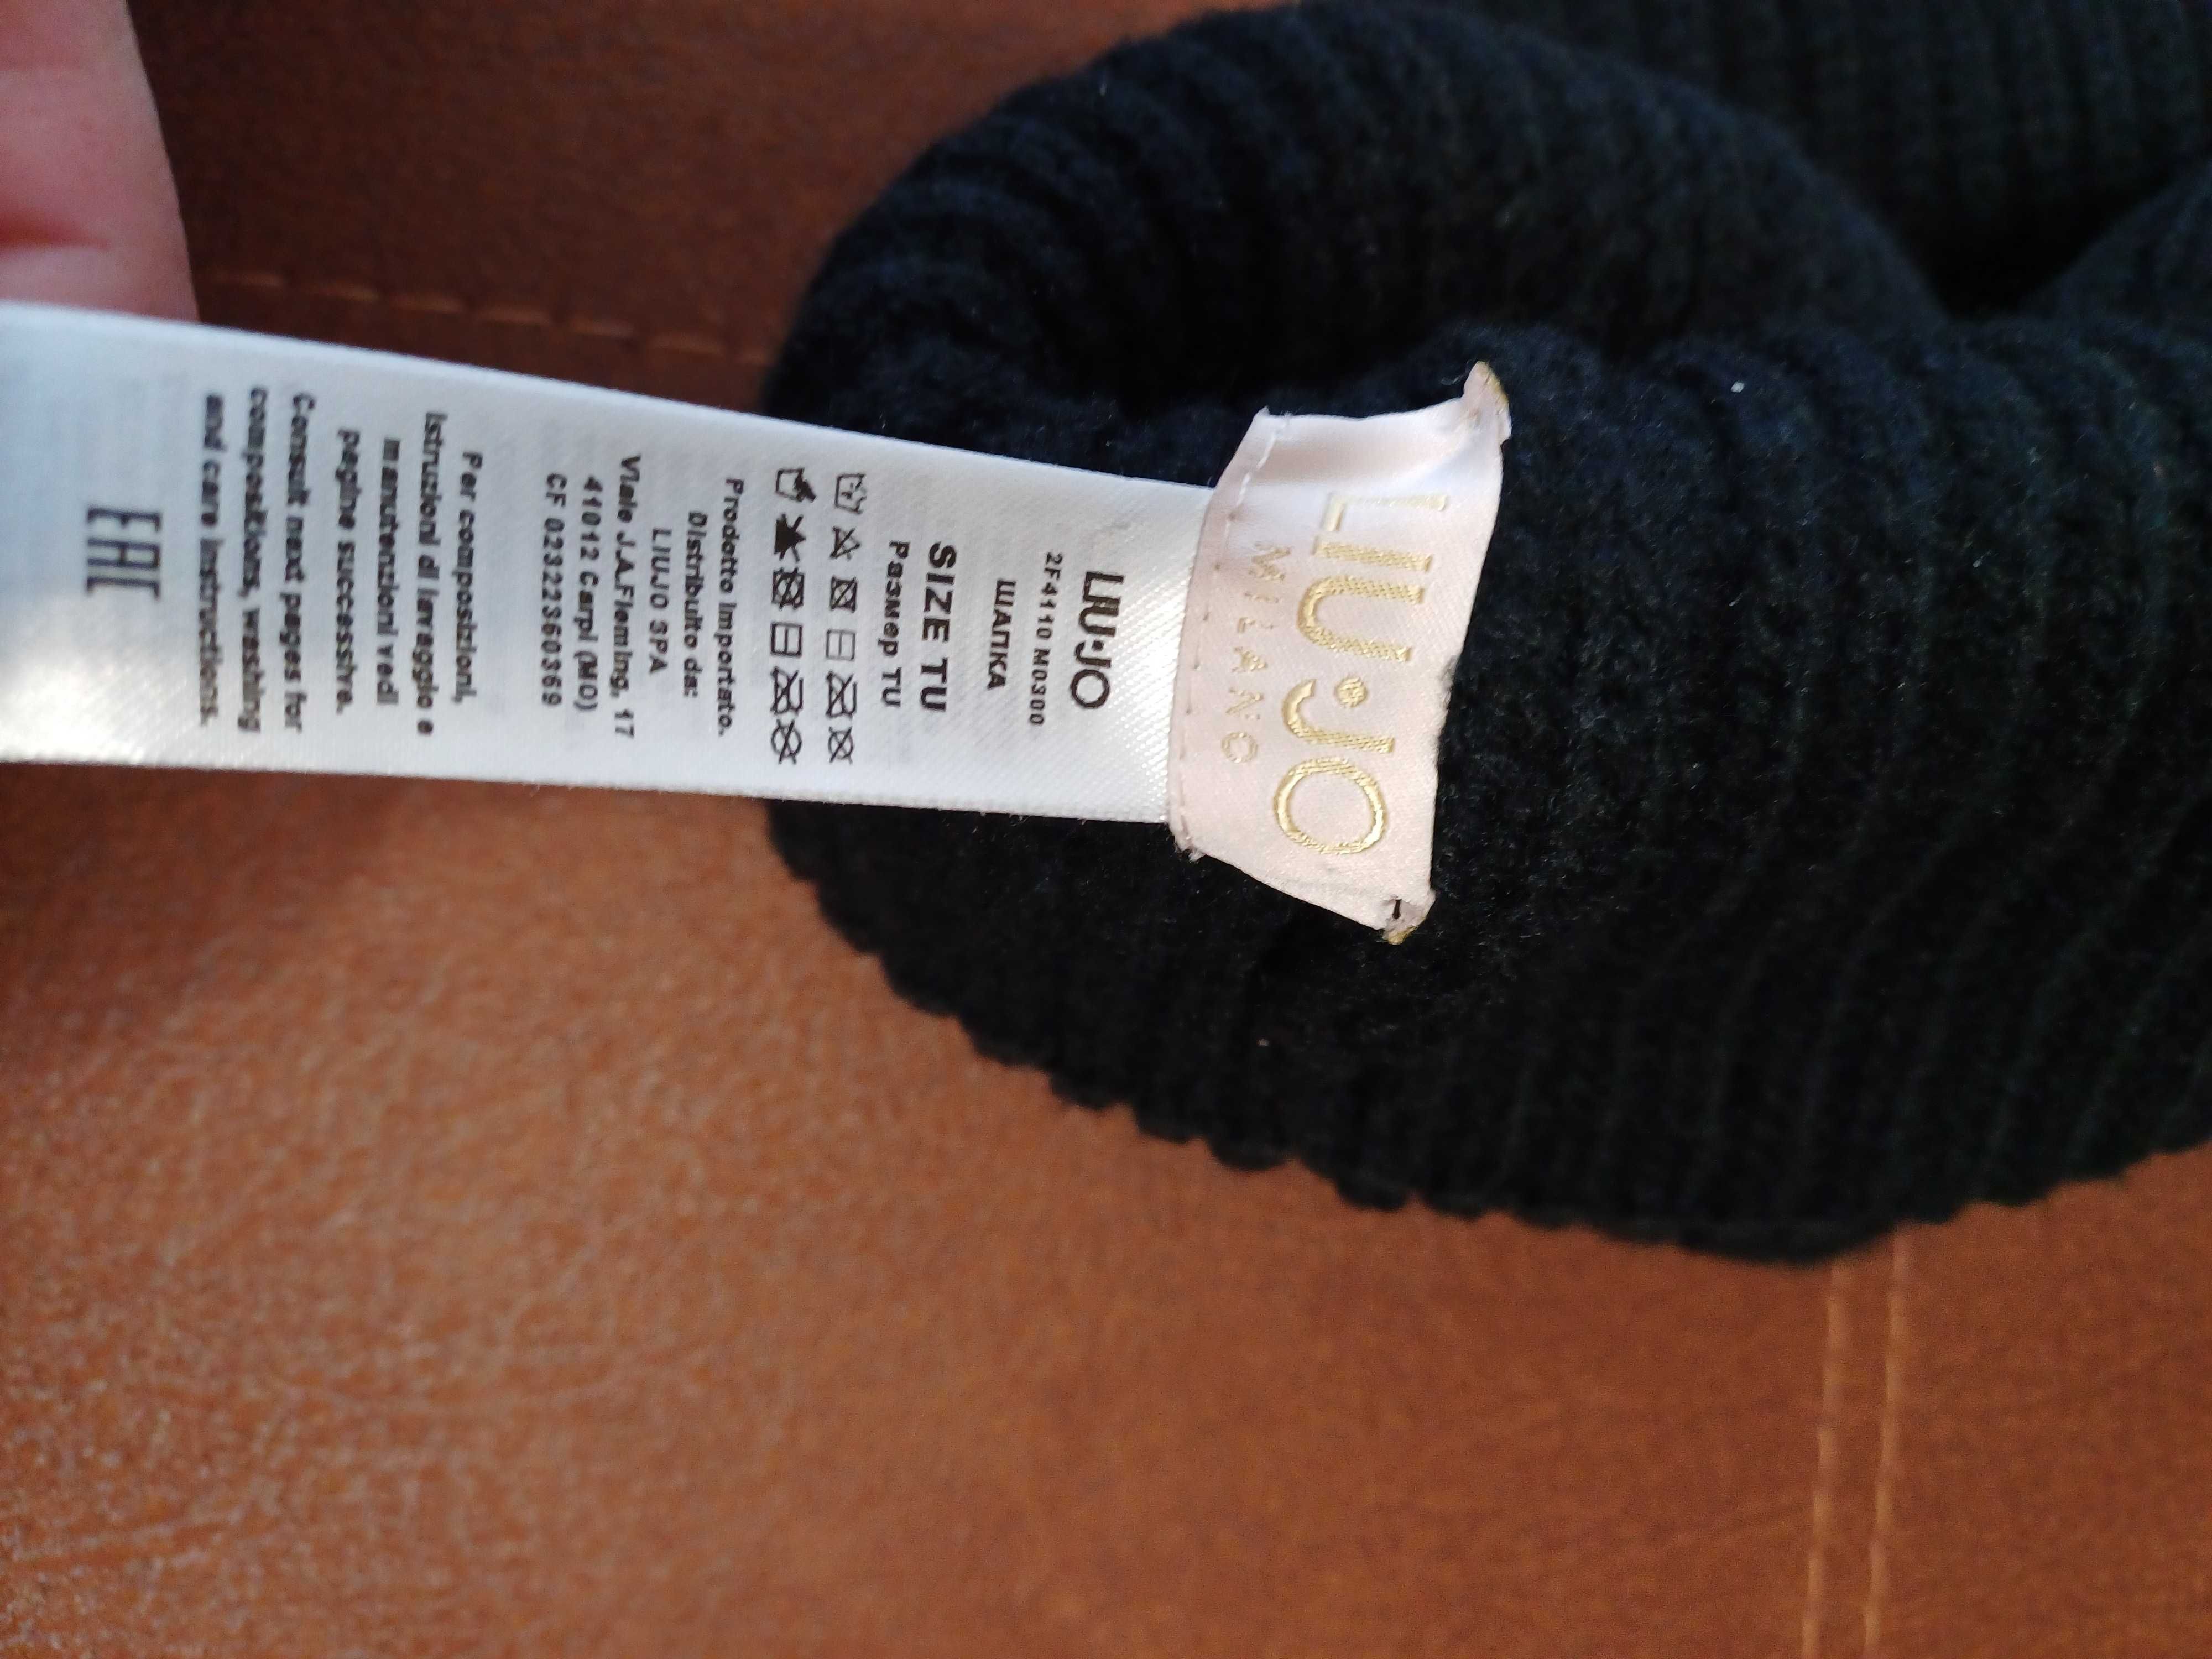 LIU·JO
MILANO
LIU·JO
2F4110 M0300
ШАПКА
SIZE TU
Размер TU
Prodotto Importato.
Distribuito da:
LIUJO SPA
Viale J.A.Fleming, 17
41012 Carpi (MO)
CF 02322360369
Per composizioni,
istruzioni di lavaggio e
manutenzioni vedi
pagine successive.
Consult next pages for
compositions, washing
and care instructions.
EAC